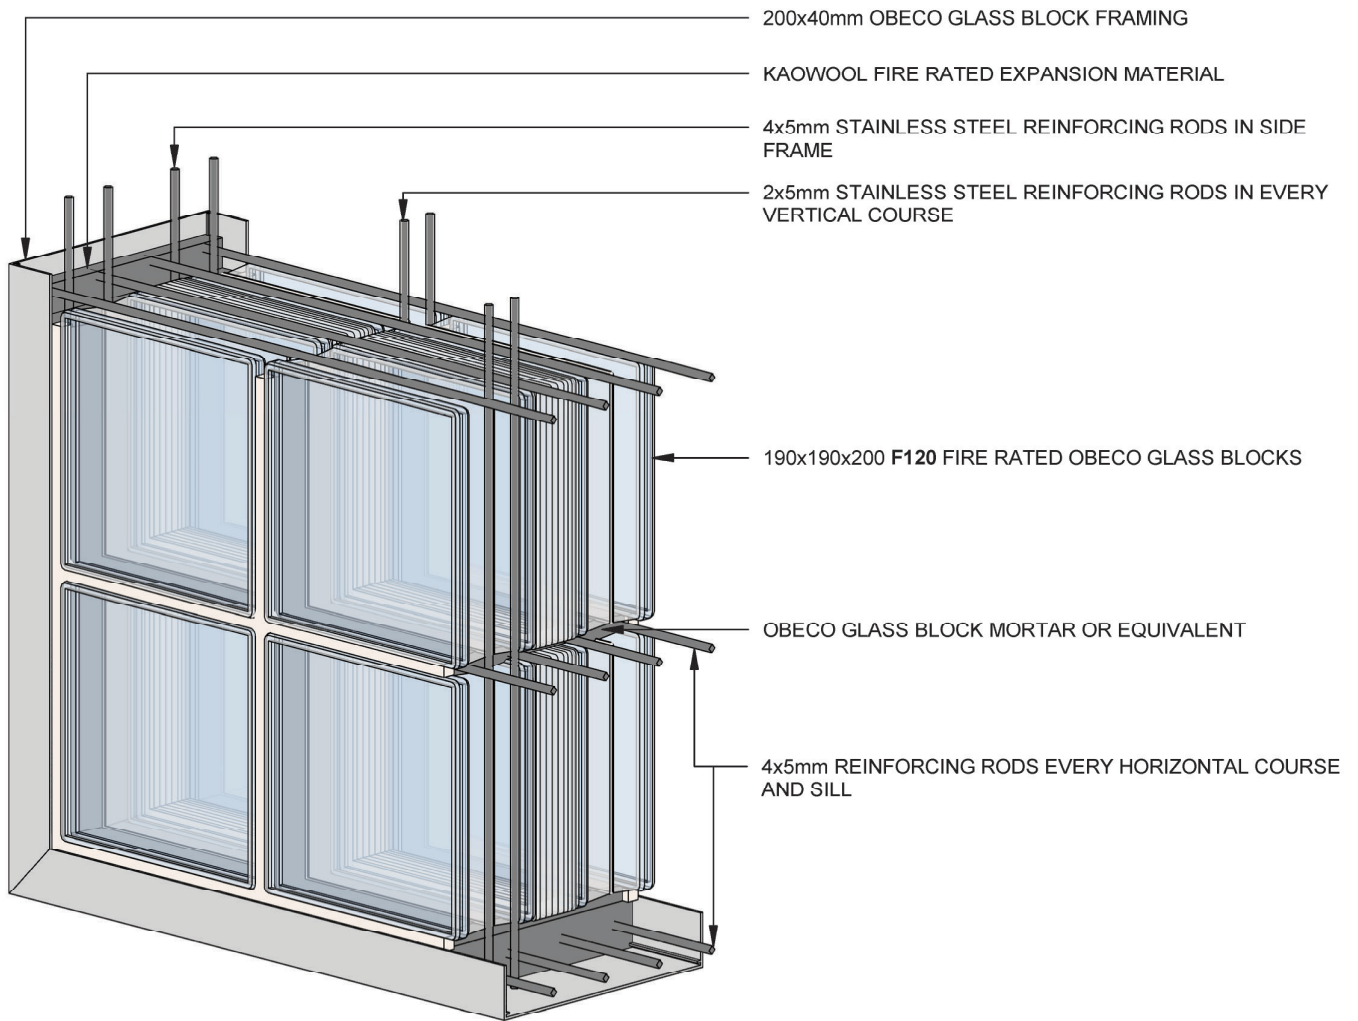 200x40mm OBECO GLASS BLOCK FRAMING
KAOWOOL FIRE RATED EXPANSION MATERIAL
4x5mm STAINLESS STEEL REINFORCING RODS IN SIDE
FRAME
2x5mm STAINLESS STEEL REINFORCING RODS IN EVERY
VERTICAL COURSE
190x190x200 F120 FIRE RATED OBECO GLASS BLOCKS
OBECO GLASS BLOCK MORTAR OR EQUIVALENT
4x5mm REINFORCING RODS EVERY HORIZONTAL COURSE
AND SILL